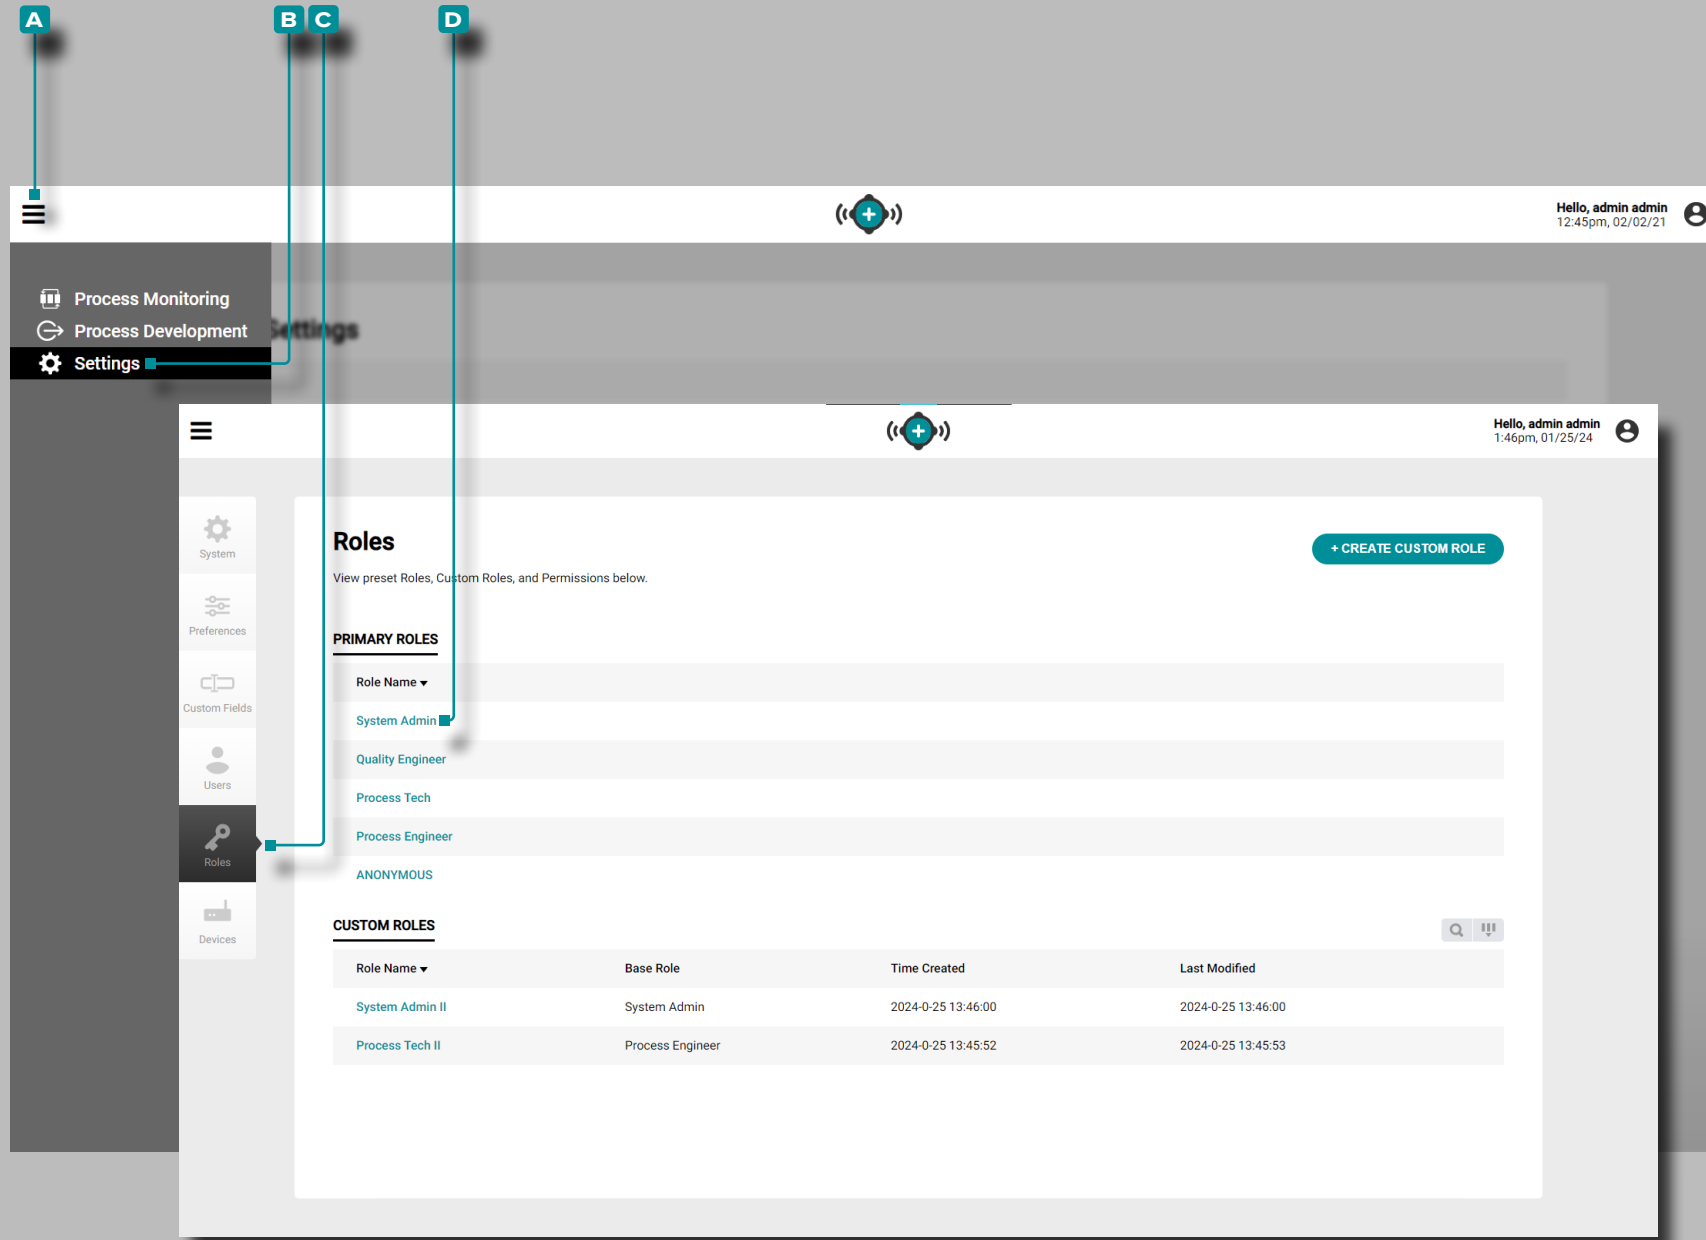 A
B
C
D
Hello, admin admin
12:45pm, 02/02/21
Process Monitoring
Process Development
Settings
Settings
Hello, admin admin
1:46pm, 01/25/24
System
Preferences
Custom Fields
Users
Roles
Devices
Roles
+ CREATE CUSTOM ROLE
View preset Roles, Custom Roles, and Permissions below.
PRIMARY ROLES
Role Name
System Admin
Quality Engineer
Process Tech
Process Engineer
ANONYMOUS
CUSTOM ROLES
Role Name Base Role Time Created Last Modified
System Admin II System Admin 2024-0-25 13:46:00 2024-0-25 13:46:00
Process Tech II Process Engineer 2024-0-25 13:45:52 2024-0-25 13:45:53